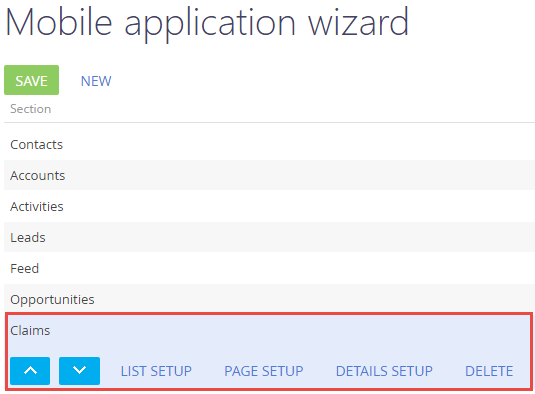 Mobile application wizard
SAVE NEW
Section
Contacts
Accounts
Activities
Leads
Feed
Opportunities
Claims
LIST SETUP PAGE SETUP DETAILS SETUP DELETE